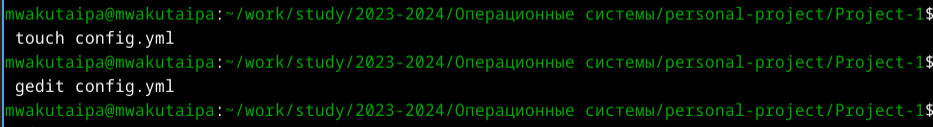 mwakutaipa@mwakutaipa:~/work/study/2023-2024/Операционные системы/personal-project/Project-1$
touch config.yml
mwakutaipa@mwakutaipa:~/work/study/2023-2024/Операционные системы/personal-project/Project-1$
gedit config.yml
mwakutaipa@mwakutaipa:~/work/study/2023-2024/Операционные системы/personal-project/Project-1$